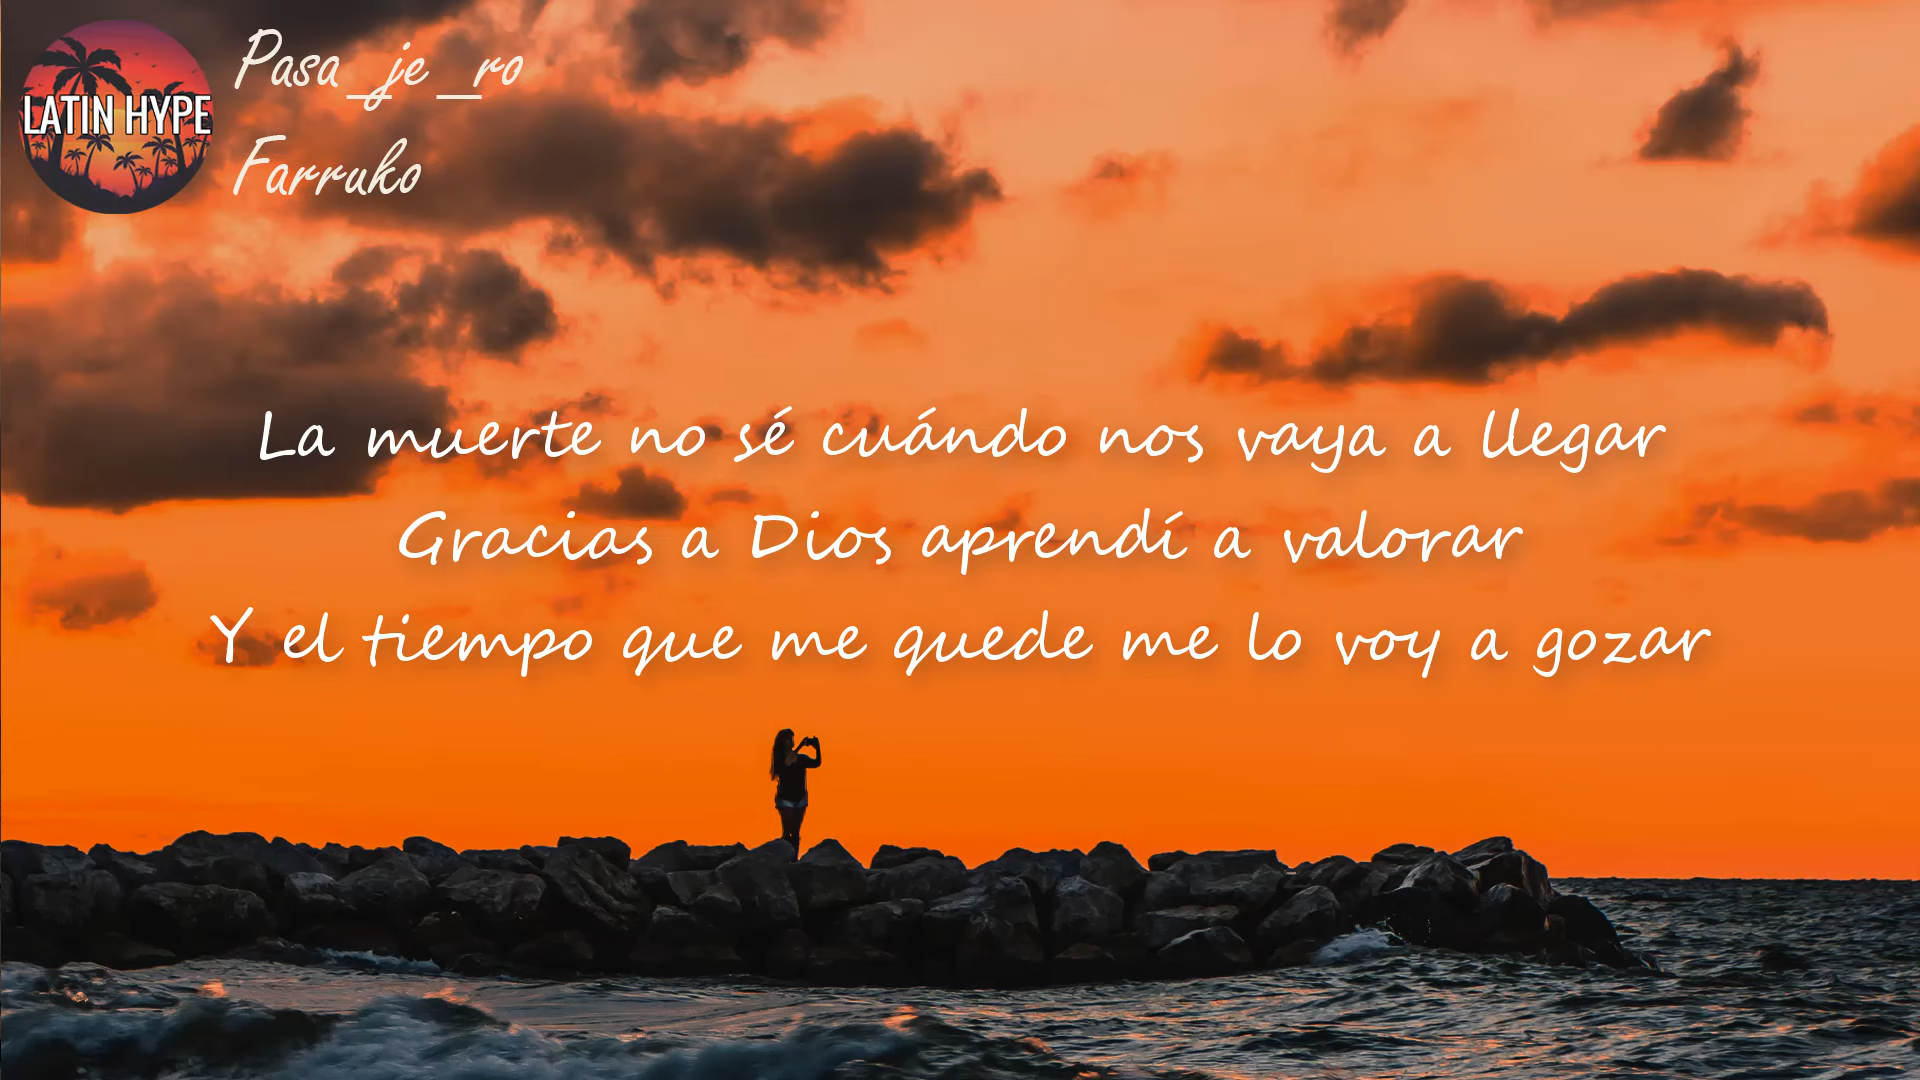 LATIN HYPE
Pasa_je_ro
Farruko
La muerte no sé cuándo nos vaya a llegar
Gracias a Dios aprendí a valorar
Y el tiempo que me quede me lo voy a gozar